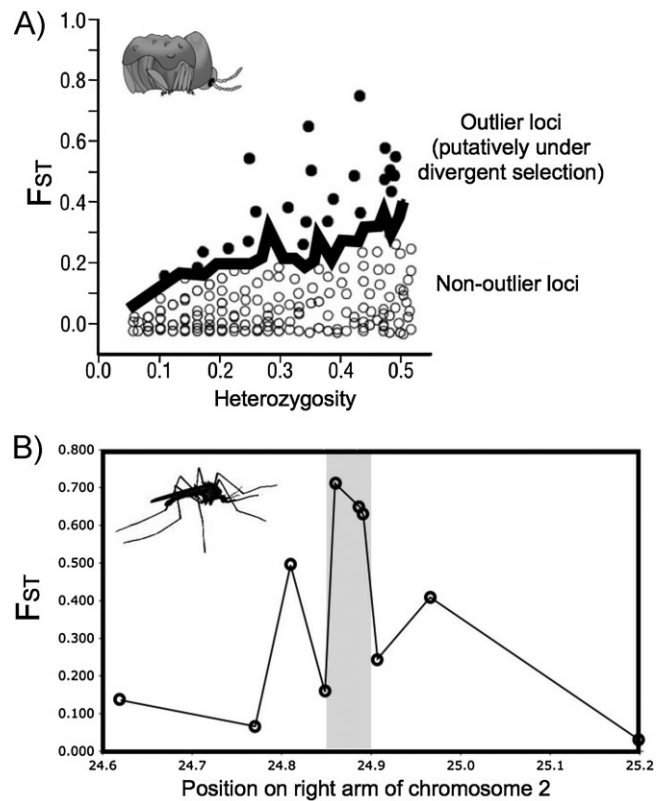 A)
1.0
0.8
0.6
0.4
0.2
0.0
FST
Outlier loci
(putatively under
divergent selection)
Non-outlier loci
0.0 0.1 0.2 0.3 0.4 0.5
Heterozygosity
B)
0.800
0.700
0.600
0.500
0.400
0.300
0.200
0.100
0.000
FST
24.6 24.7 24.8 24.9 25.0 25.1 25.2
Position on right arm of chromosome 2